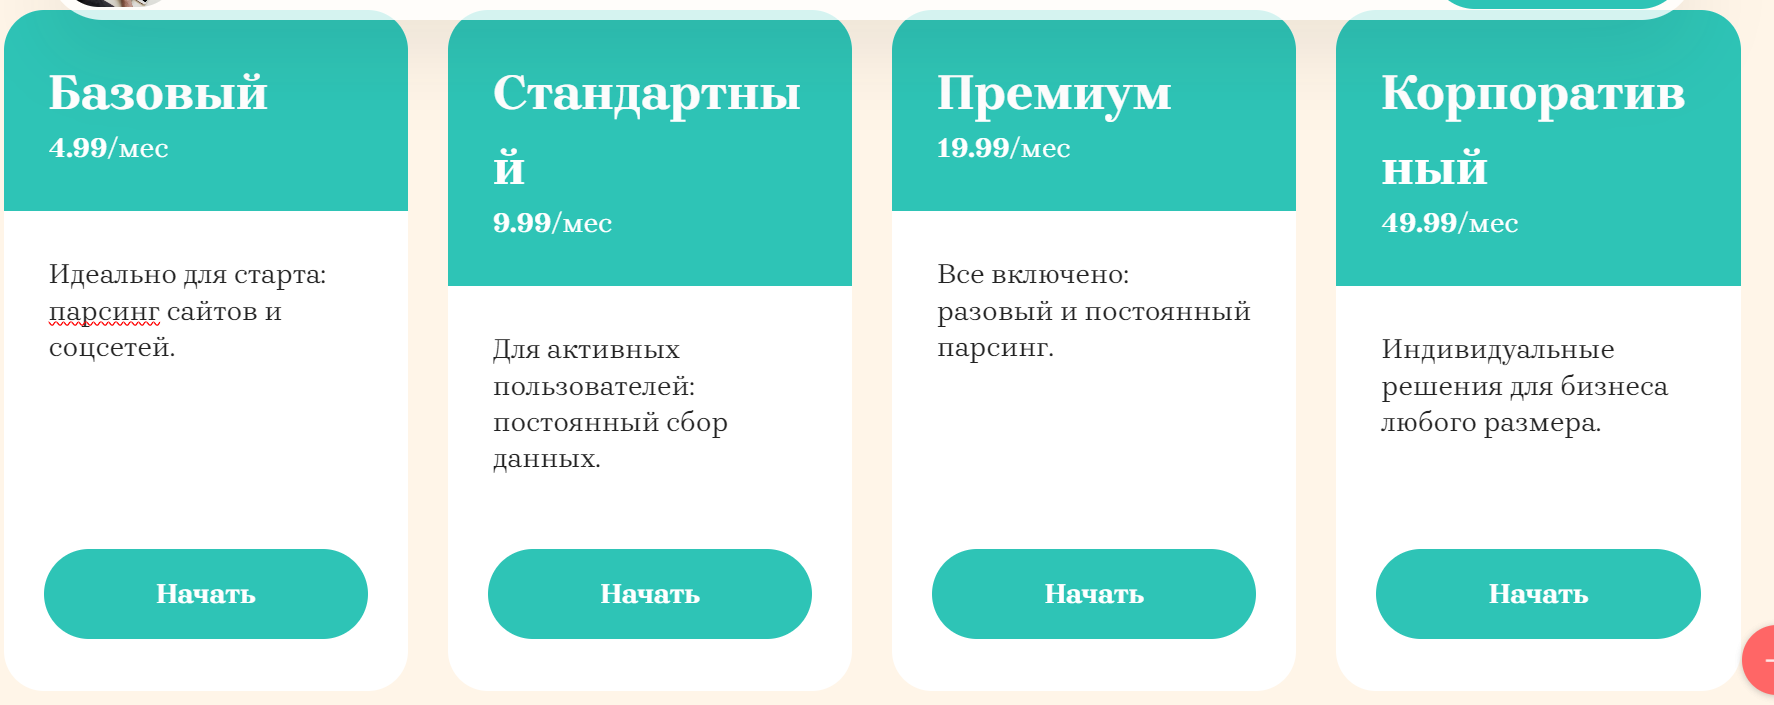 Базовый
4.99/мес
Идеально для старта:
парсинг сайтов и
соцсетей.
Начать
Стандартны
й
9.99/мес
Для активных
пользователей:
постоянный сбор
данных.
Начать
Премиум
19.99/мес
Все включено:
разовый и постоянный
парсинг.
Начать
Корпоратив
ный
49.99/мес
Индивидуальные
решения для бизнеса
любого размера.
Начать